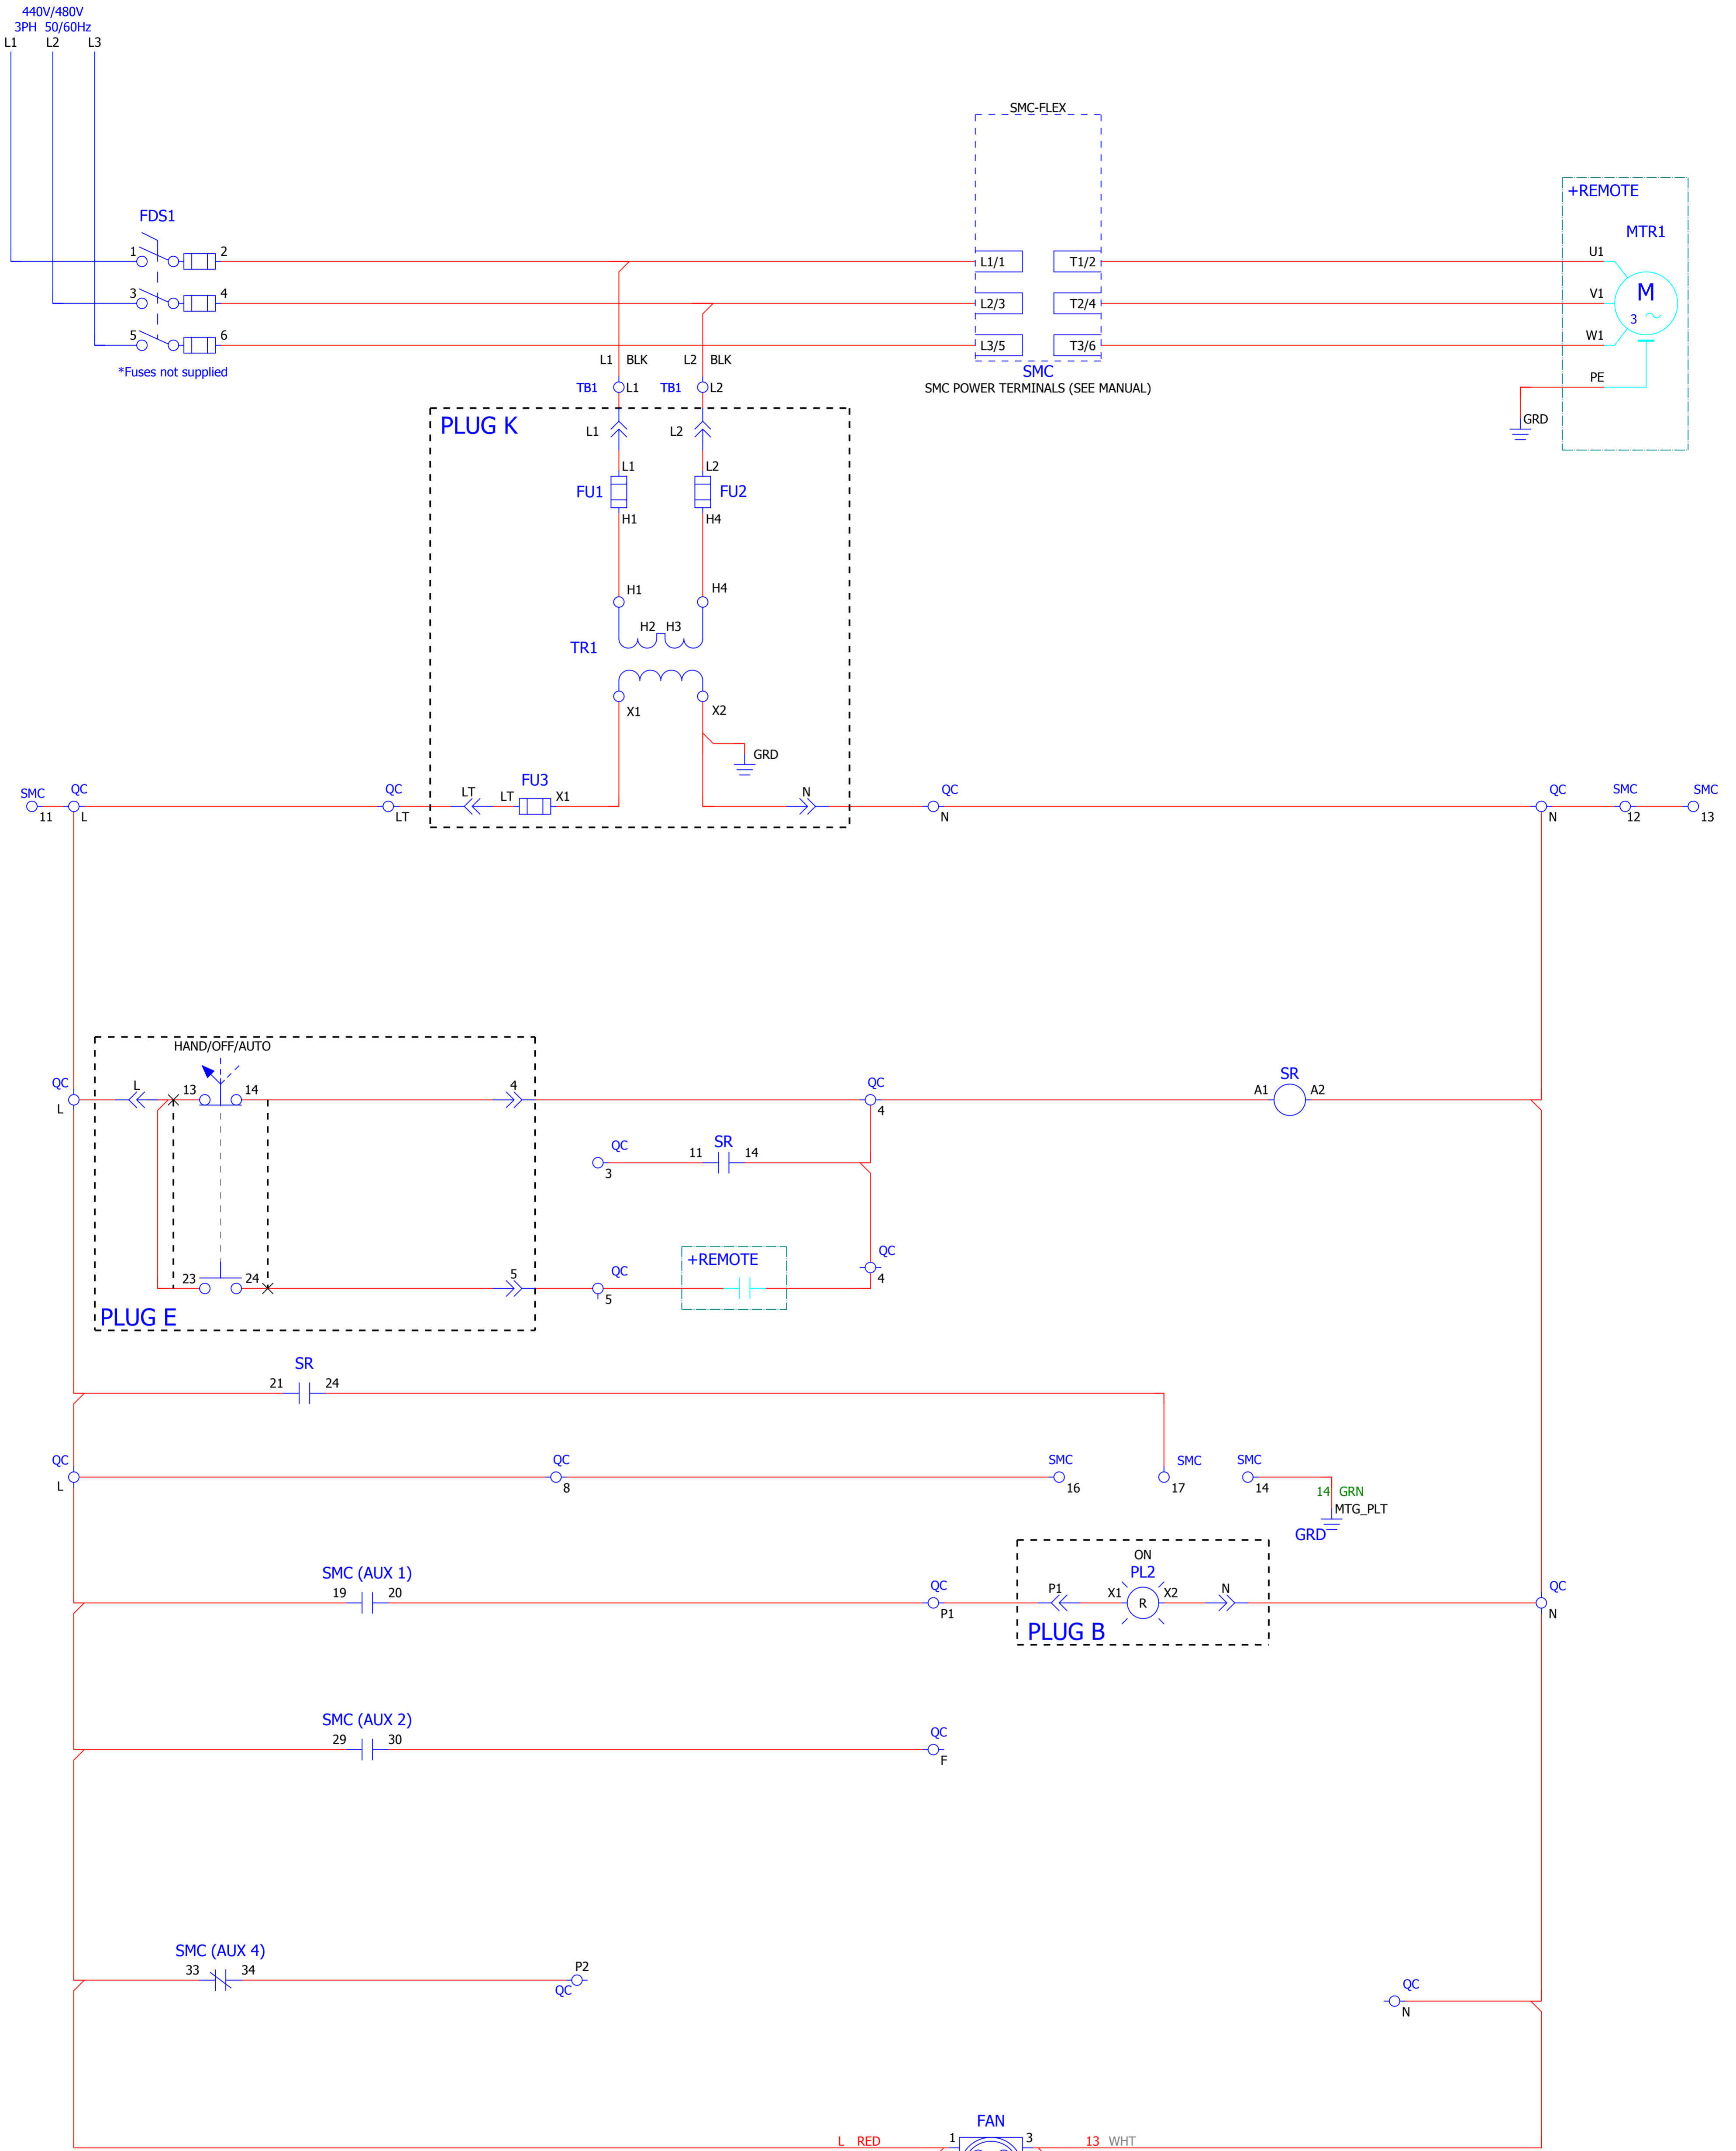 440V/480V
3PH 50/60Hz
L1 L2 L3
SMC-FLEX
+REMOTE
FDS1
MTR1
1 2 L1/1 T1/2 U1
3 4 L2/3 T2/4 V1 M
3
5 6 L3/5 T3/6 W1
L1 BLK L2 BLK
*Fuses not supplied
SMC
PE
TB1 L1 TB1 L2
SMC POWER TERMINALS (SEE MANUAL)
PLUG K
L1 L2
GRD
L1 L2
FU1 FU2
H1 H4
H1 H4
H2 H3
TR1
X1 X2
GRD
FU3
SMC QC QC LT LT X1 N QC QC SMC SMC
11 L LT N N 12 13
HAND/OFF/AUTO
QC L 13 14 4 QC SR
A1 A2
L 4
QC 11 SR 14
3
+REMOTE
QC
4
23 24 5 QC
5
PLUG E
SR
21 24
QC QC SMC SMC SMC
L 8 16 17 14
14 GRN
MTG_PLT
GRD
ON
SMC (AUX 1) PL2
19 20 QC P1 X1 X2 N QC
R
P1 N
PLUG B
SMC (AUX 2)
29 30 QC
F
SMC (AUX 4)
33 34 P2
QC
QC
N
FAN
L RED 1 3 13 WHT